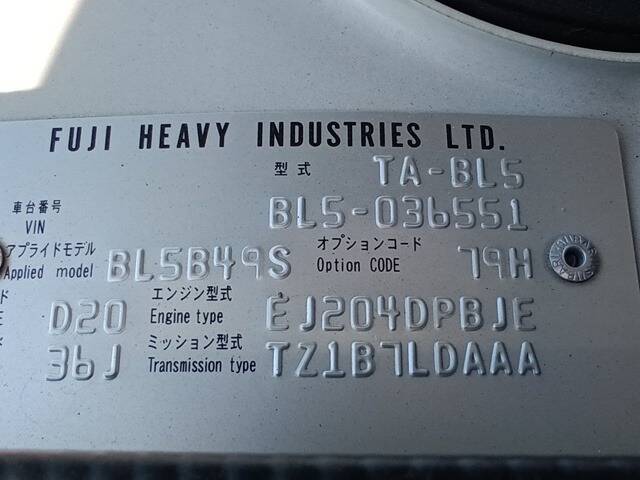 FUJI HEAVY INDUSTRIES LTD.
型式 TA-BL5
車台番号
VIN BL5-036551
アプライドモデル オプションコード
Applied model BL5B49S Option CODE 79H
ド エンジン型式
E D20 Engine type EJ204DPBJE
ミッション型式
36J Transmission type TZ1B7LDAAA